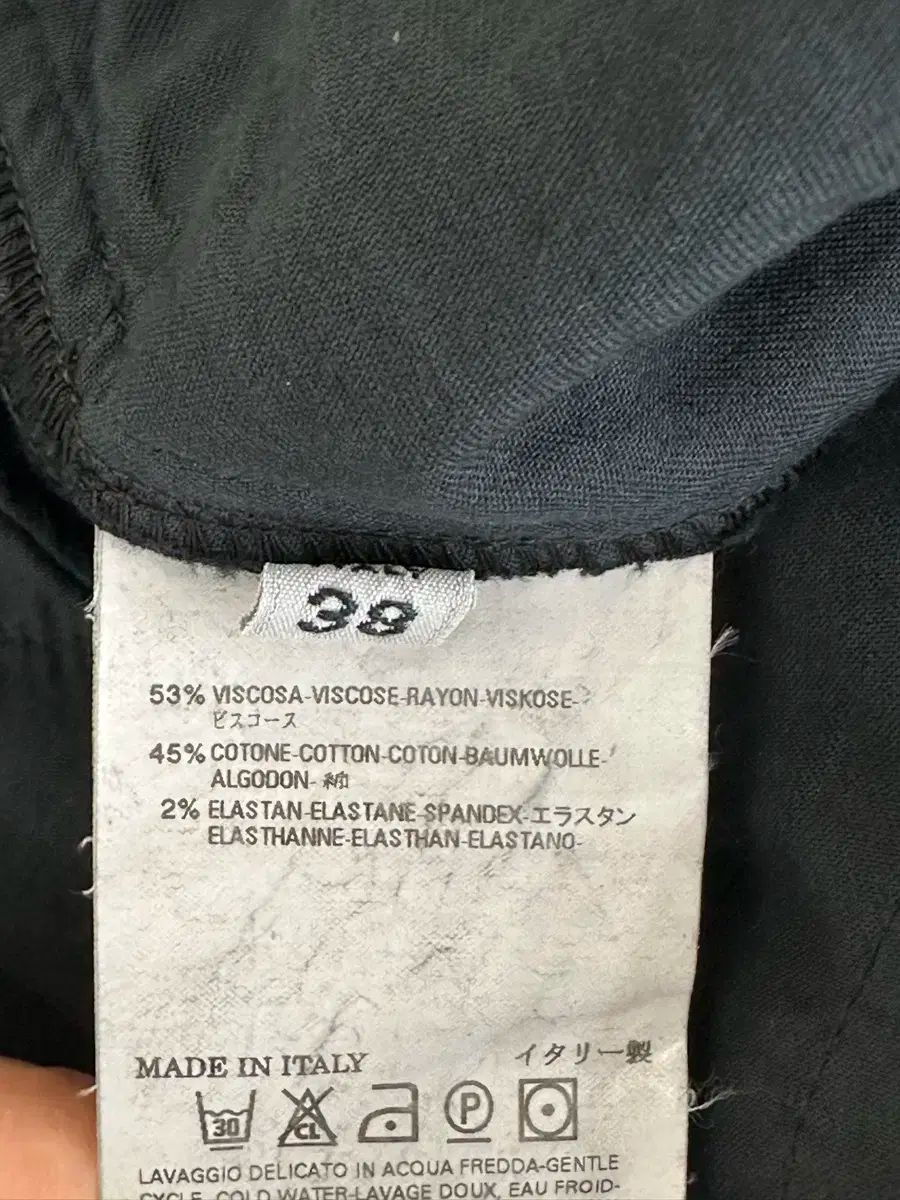 38
53% VISCOSA-VISCOSE-RAYON-VISKOSE-
ビスコース
45% COTONE-COTTON-COTON-BAUMWOLLE-
ALGODON- 綿
2% ELASTAN-ELASTANE-SPANDEX-エラスタン
ELASTHANNE-ELASTHAN-ELASTANO-
MADE IN ITALY イタリー製
30 CL P
LAVAGGIO DELICATO IN ACQUA FREDDA-GENTLE
CYCLE, COLD WATER-LAVAGE DOUX, EAU FROID-